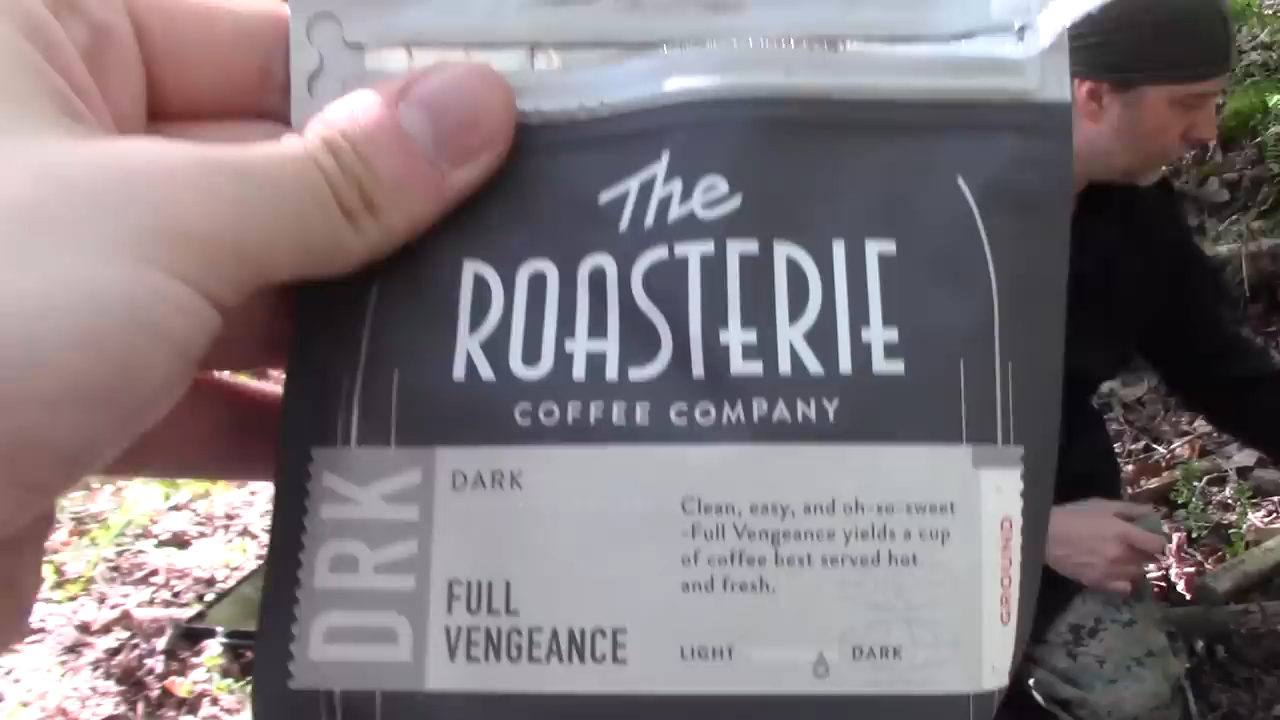 The
ROASTERIE
COFFEE COMPANY
DRK
DARK
FULL
VENGEANCE
Clean, easy, and oh-so-sweet
-Full Vengeance yields a cup
of coffee best served hot
and fresh.
LIGHT DARK
GROUND